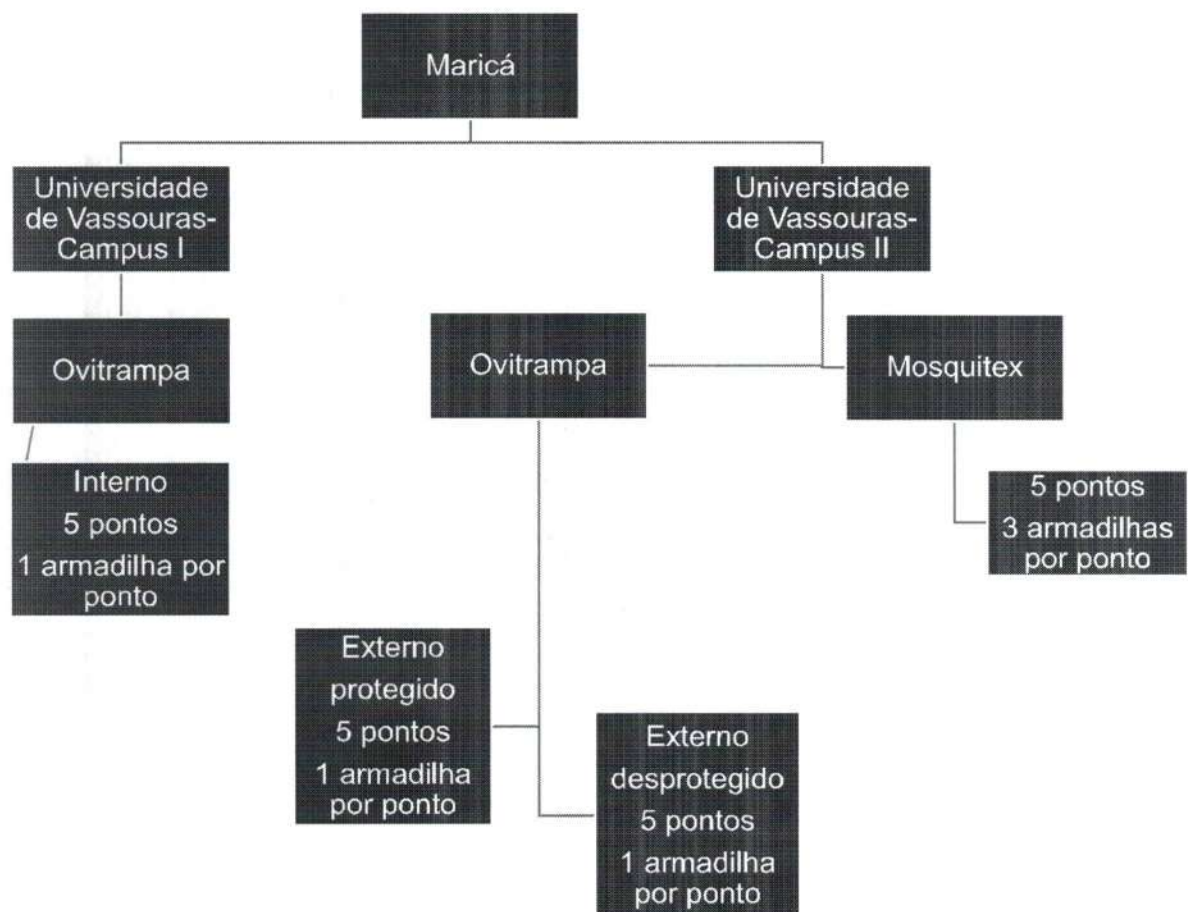 Maricá
Universidade
de Vassouras-
Campus I
Universidade
de Vassouras-
Campus II
Ovitrampa
Ovitrampa
Mosquitex
Interno
5 pontos
1 armadilha por
ponto
5 pontos
3 armadilhas
por ponto
Externo
protegido
5 pontos
1 armadilha
por ponto
Externo
desprotegido
5 pontos
1 armadilha
por ponto